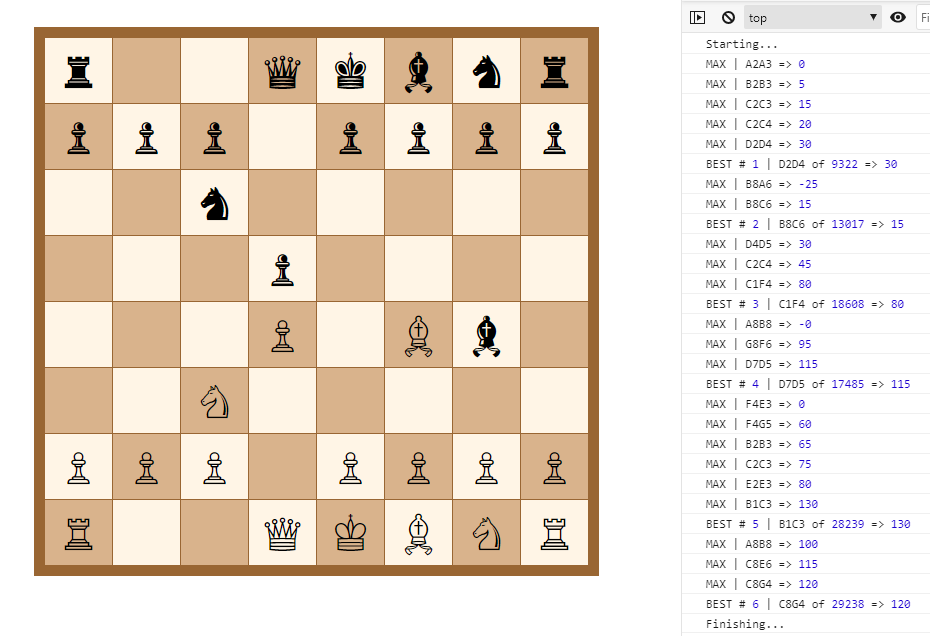 top
Fi
Starting...
MAX | A2A3 => 0
MAX | B2B3 => 5
MAX | C2C3 => 15
MAX | C2C4 => 20
MAX | D2D4 => 30
BEST # 1 | D2D4 of 9322 => 30
MAX | B8A6 => -25
MAX | B8C6 => 15
BEST # 2 | B8C6 of 13017 => 15
MAX | D4D5 => 30
MAX | C2C4 => 45
MAX | C1F4 => 80
BEST # 3 | C1F4 of 18608 => 80
MAX | A8B8 => -0
MAX | G8F6 => 95
MAX | D7D5 => 115
BEST # 4 | D7D5 of 17485 => 115
MAX | F4E3 => 0
MAX | F4G5 => 60
MAX | B2B3 => 65
MAX | C2C3 => 75
MAX | E2E3 => 80
MAX | B1C3 => 130
BEST # 5 | B1C3 of 28239 => 130
MAX | A8B8 => 100
MAX | C8E6 => 115
MAX | C8G4 => 120
BEST # 6 | C8G4 of 29238 => 120
Finishing...